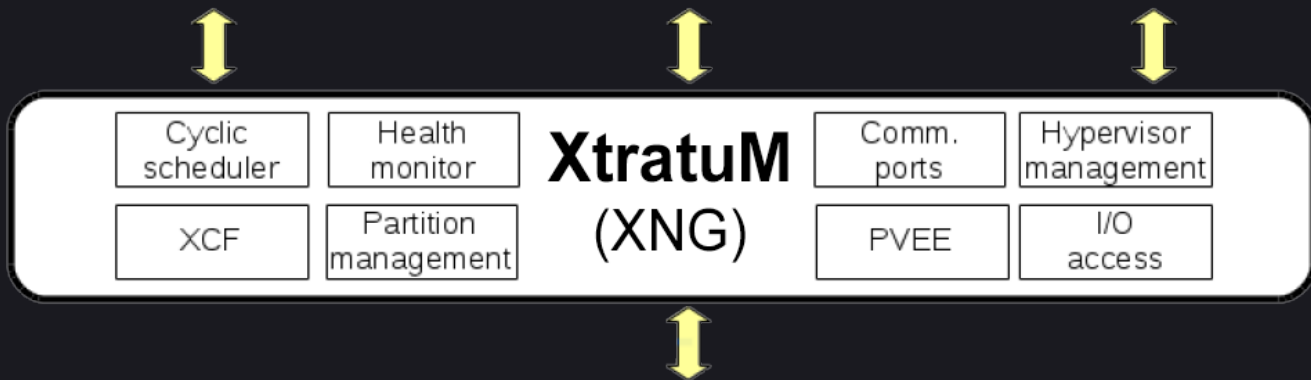 Cyclic
scheduler
Health
monitor
XtratuM
(XNG)
Comm.
ports
Hypervisor
management
XCF
Partition
management
PVEE
I/O
access